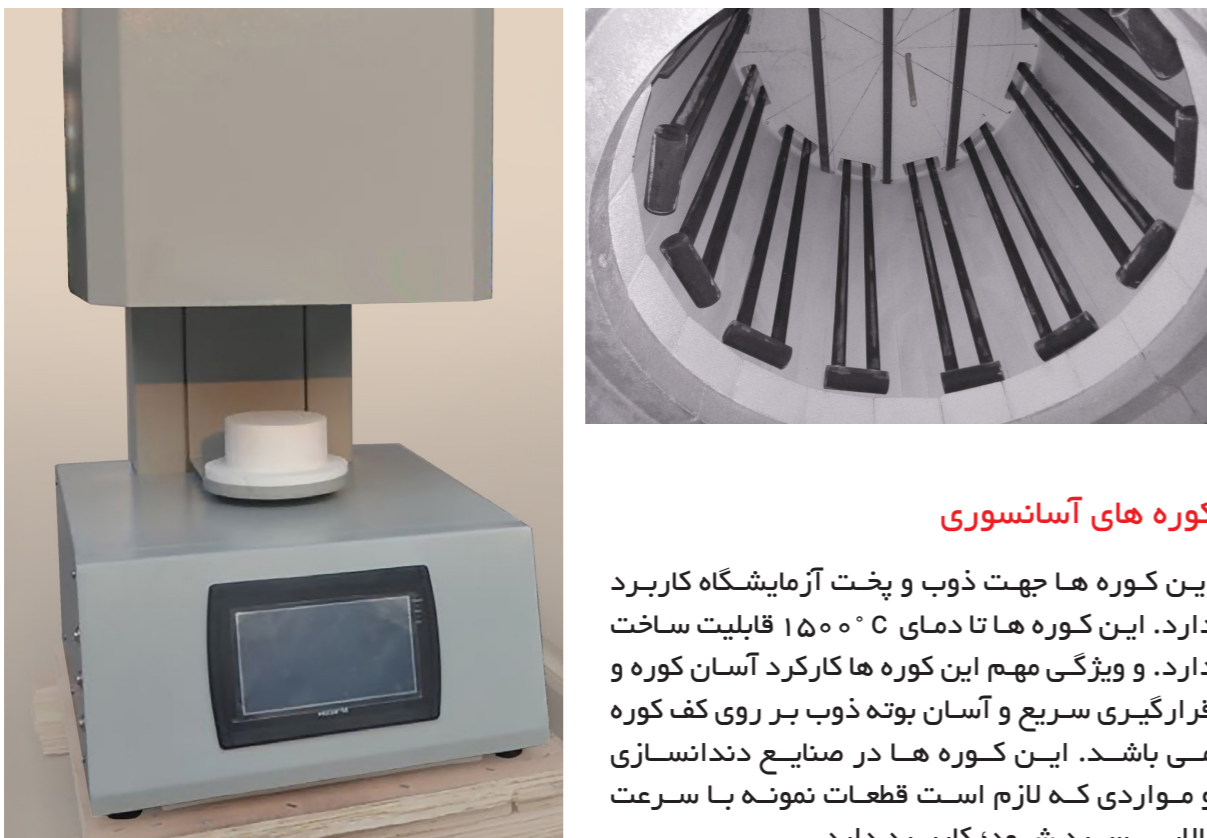 کوره های آسانسوری
این کوره ها جهت ذوب و پخت آزمایشگاه کاربرد
دارد. این کوره ها تا دمای ۱۵۰۰°C قابلیت ساخت
دارد. و ویژگی مهم این کوره ها کارکرد آسان کوره و
قرارگیری سریع و آسان بوته ذوب بر روی کف کوره
می باشد. این کوره ها در صنایع دندانسازی
و مواردی که لازم است قطعات نمونه با سرعت